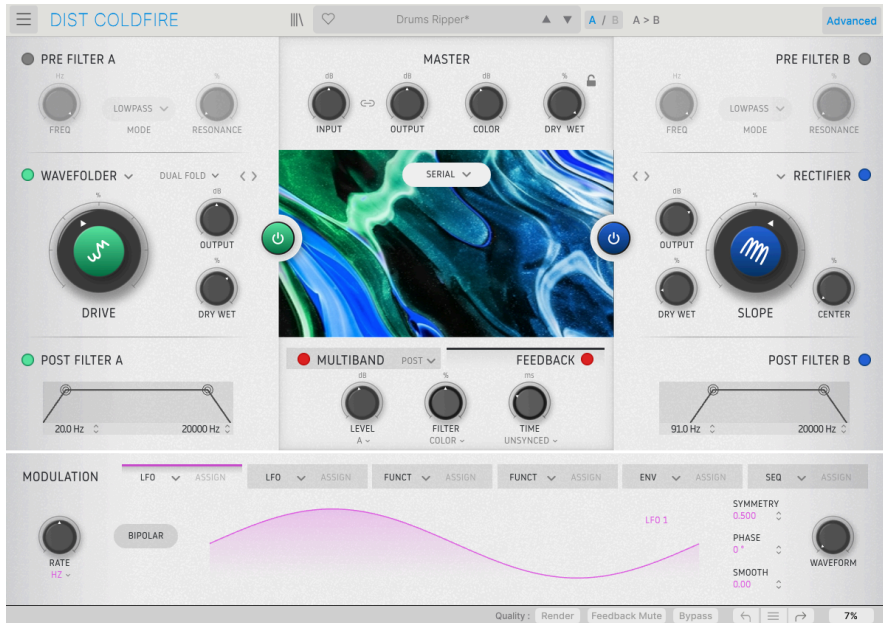 DIST COLDFIRE
Drums Ripper*
A / B
A > B
Advanced
PRE FILTER A
Hz
%
LOWPASS
FREQ
MODE
RESONANCE
MASTER
dB
dB
dB
%
INPUT
OUTPUT
COLOR
DRY WET
PRE FILTER B
Hz
%
LOWPASS
FREQ
MODE
RESONANCE
WAVEFOLDER
DUAL FOLD
< >
%
dB
OUTPUT
%
DRY WET
DRIVE
SERIAL
< >
RECTIFIER
dB
%
OUTPUT
%
DRY WET
SLOPE
CENTER
POST FILTER A
20.0 Hz
20000 Hz
MULTIBAND
POST
FEEDBACK
dB
%
ms
LEVEL
FILTER
TIME
A
COLOR
UNSYNCED
POST FILTER B
91.0 Hz
20000 Hz
MODULATION
LFO ASSIGN
LFO ASSIGN
FUNCT ASSIGN
FUNCT ASSIGN
ENV ASSIGN
SEQ ASSIGN
RATE
HZ
BIPOLAR
LFO 1
SYMMETRY
0.500
PHASE
0 °
SMOOTH
0.00
WAVEFORM
Quality : Render
Feedback Mute
Bypass
7%